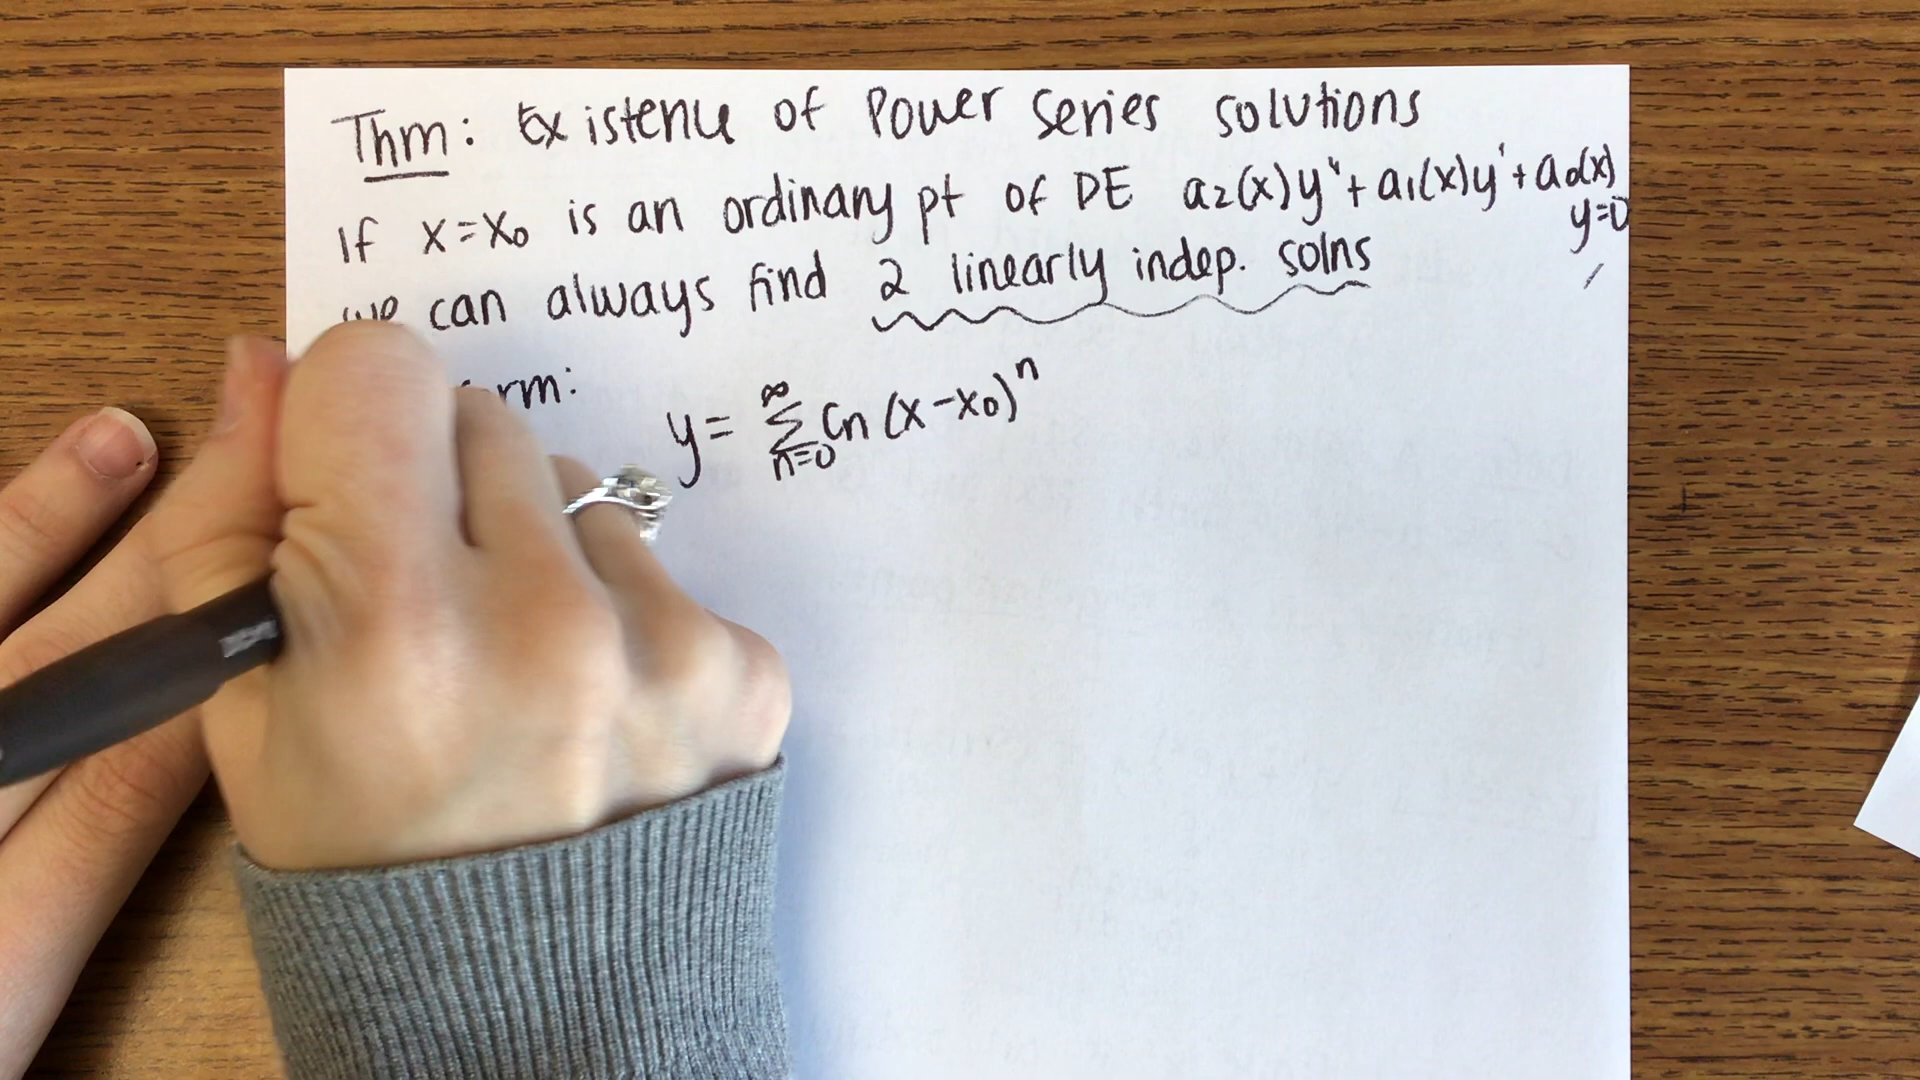 Thm: Existence of Power Series solutions
If x=x₀ is an ordinary pt of DE a₂(x)y''+a₁(x)y'+a₀(x)
y=0
we can always find 2 linearly indep. solns
y = ∑_{n=0}^{∞} Cn (x-x₀)^n